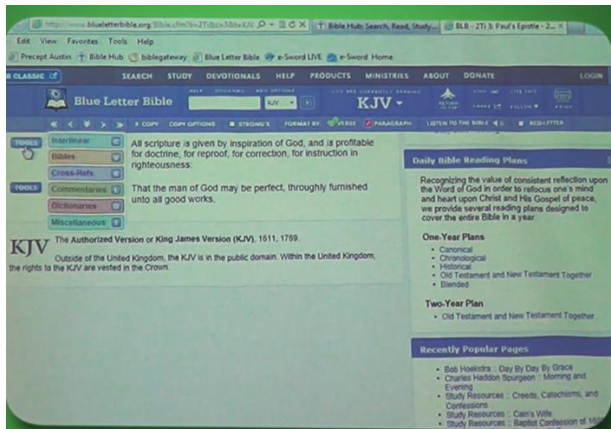 www.blueletterbible.org
Bible Hub: Search, Read, Study...
BLB - 2Ti 3: Paul's Epistle - 2...
Edit View Favorites Tools Help
Precept Austin Bible Hub biblegateway Blue Letter Bible e-Sword LIVE e-Sword Home
B CLASSIC SEARCH STUDY DEVOTIONALS HELP PRODUCTS MINISTRIES ABOUT DONATE LOGIN
Blue Letter Bible
KJV
KJV
COPY COPY OPTIONS STRONG'S FORMAT BY VERSE PARAGRAPH LISTEN TO THE BIBLE RED-LETTER
TOOLS
Interlinear
Bibles
Cross-Refs
TOOLS
Commentaries
Dictionaries
Miscellaneous
All scripture is given by inspiration of God, and is profitable
for doctrine, for reproof, for correction, for instruction in
righteousness:
That the man of God may be perfect, throughly furnished
unto all good works.
KJV
The Authorized Version or King James Version (KJV), 1611, 1769.
Outside of the United Kingdom, the KJV is in the public domain. Within the United Kingdom,
the rights to the KJV are vested in the Crown.
Daily Bible Reading Plans
Recognizing the value of consistent reflection upon
the Word of God in order to refocus one's mind
and heart upon Christ and His Gospel of peace,
we provide several reading plans designed to
cover the entire Bible in a year.
One-Year Plans
Canonical
Chronological
Historical
Old Testament and New Testament Together
Blended
Two-Year Plan
Old Testament and New Testament Together
Recently Popular Pages
Bob Hoekstra :: Day By Day By Grace
Charles Haddon Spurgeon :: Morning and
Evening
Study Resources :: Creeds, Catechisms, and
Confessions
Study Resources :: Cain's Wife
Study Resources :: Baptist Confession of